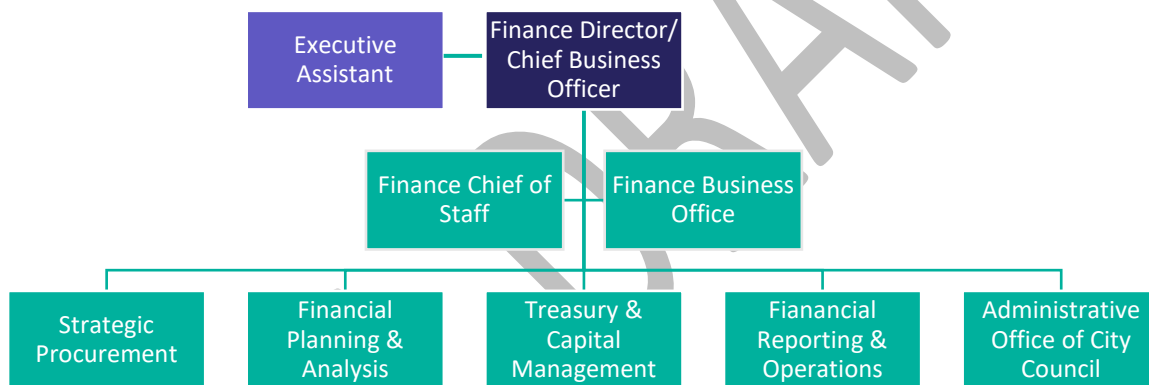 Executive
Assistant
Finance Director/
Chief Business
Officer
Finance Chief of
Staff
Finance Business
Office
Strategic
Procurement
Financial
Planning &
Analysis
Treasury &
Capital
Management
Fianancial
Reporting &
Operations
Administrative
Office of City
Council